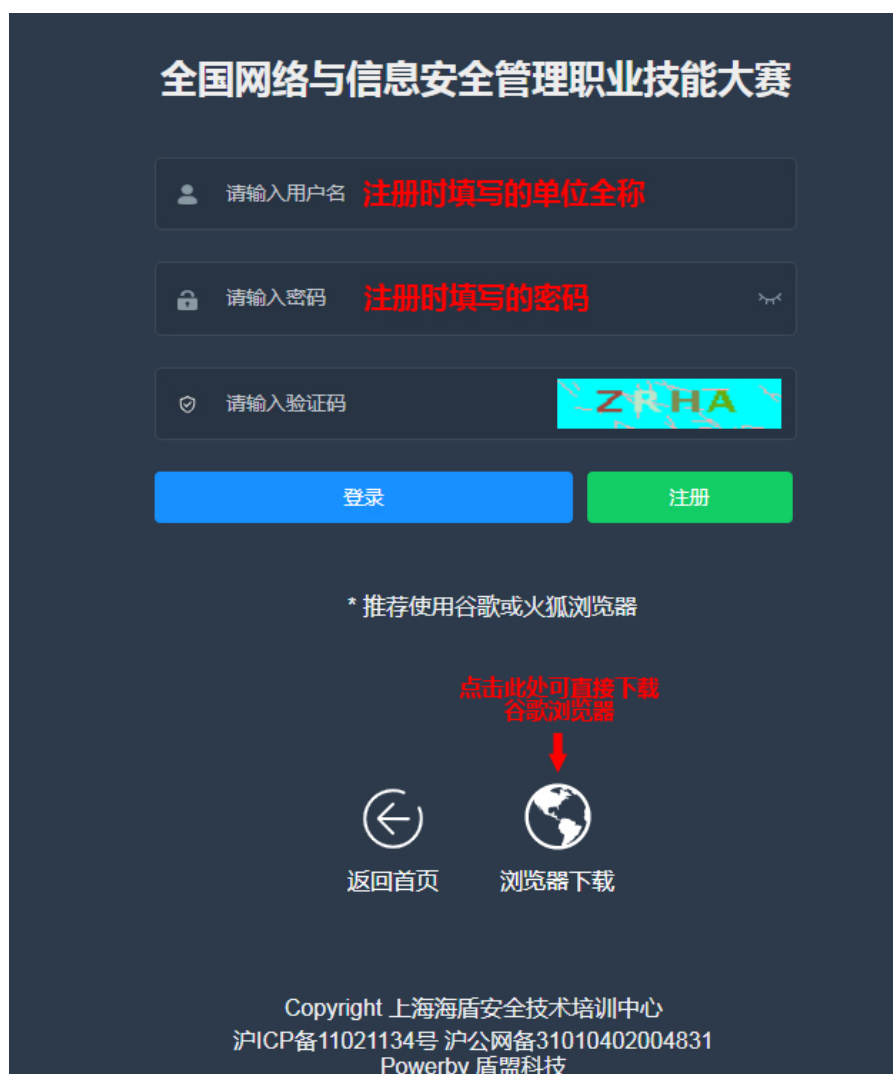 全国网络与信息安全管理职业技能大赛
请输入用户名 注册时填写的单位全称
请输入密码 注册时填写的密码
请输入验证码 ZRHA
登录 注册
* 推荐使用谷歌或火狐浏览器
点击此处可直接下载
谷歌浏览器
返回首页 浏览器下载
Copyright 上海海盾安全技术培训中心
沪ICP备11021134号 沪公网备31010402004831
Powerby 盾盟科技